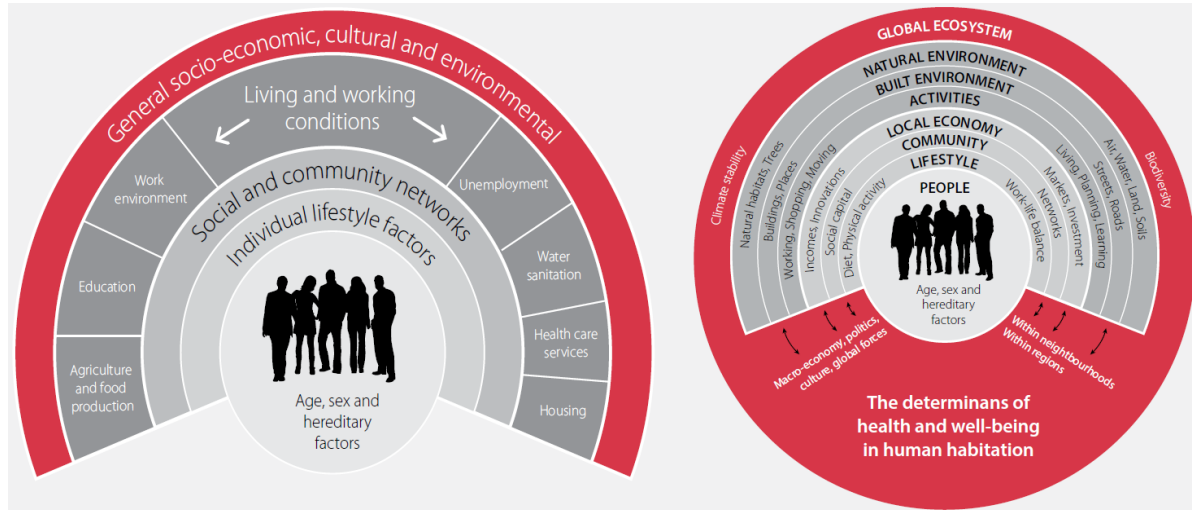 General socio-economic, cultural and environmental
Living and working
conditions
Work
environment
Unemployment
Education
Water
sanitation
Agriculture
and food
production
Health care
services
Housing
Social and community networks
Individual lifestyle factors
Age, sex and
hereditary
factors
GLOBAL ECOSYSTEM
NATURAL ENVIRONMENT
BUILT ENVIRONMENT
ACTIVITIES
LOCAL ECONOMY
COMMUNITY
LIFESTYLE
PEOPLE
Climate stability
Natural habitats, Trees
Buildings, Places
Working, Shopping, Moving
Incomes, Innovations
Social capital
Diet, Physical activity
Work-life balance
Networks
Markets, Investment
Living, Planning, Learning
Streets, Roads
Air, Water, Land, Soils
Biodiversity
Age, sex and
hereditary
factors
Macro-economy, politics,
culture, global forces
Within neighbourhoods
Within regions
The determinans of
health and well-being
in human habitation